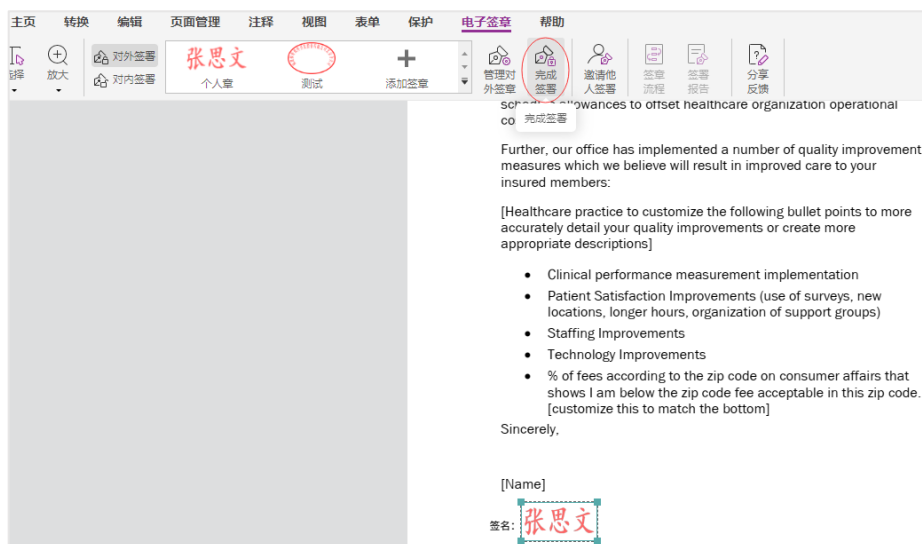 主页 转换 编辑 页面管理 注释 视图 表单 保护 电子签章 帮助
放大
对外签署
对内签署
张思文
个人章
测试
添加签章
管理对
外签章
完成
签署
邀请他
人签署
签章
流程
签署
报告
分享
反馈
完成签署
allowances to offset healthcare organization operational
Further, our office has implemented a number of quality improvement
measures which we believe will result in improved care to your
insured members:
[Healthcare practice to customize the following bullet points to more
accurately detail your quality improvements or create more
appropriate descriptions]
• Clinical performance measurement implementation
• Patient Satisfaction Improvements (use of surveys, new
locations, longer hours, organization of support groups)
• Staffing Improvements
• Technology Improvements
• % of fees according to the zip code on consumer affairs that
shows I am below the zip code fee acceptable in this zip code.
[customize this to match the bottom]
Sincerely,
[Name]
签名: 张思文